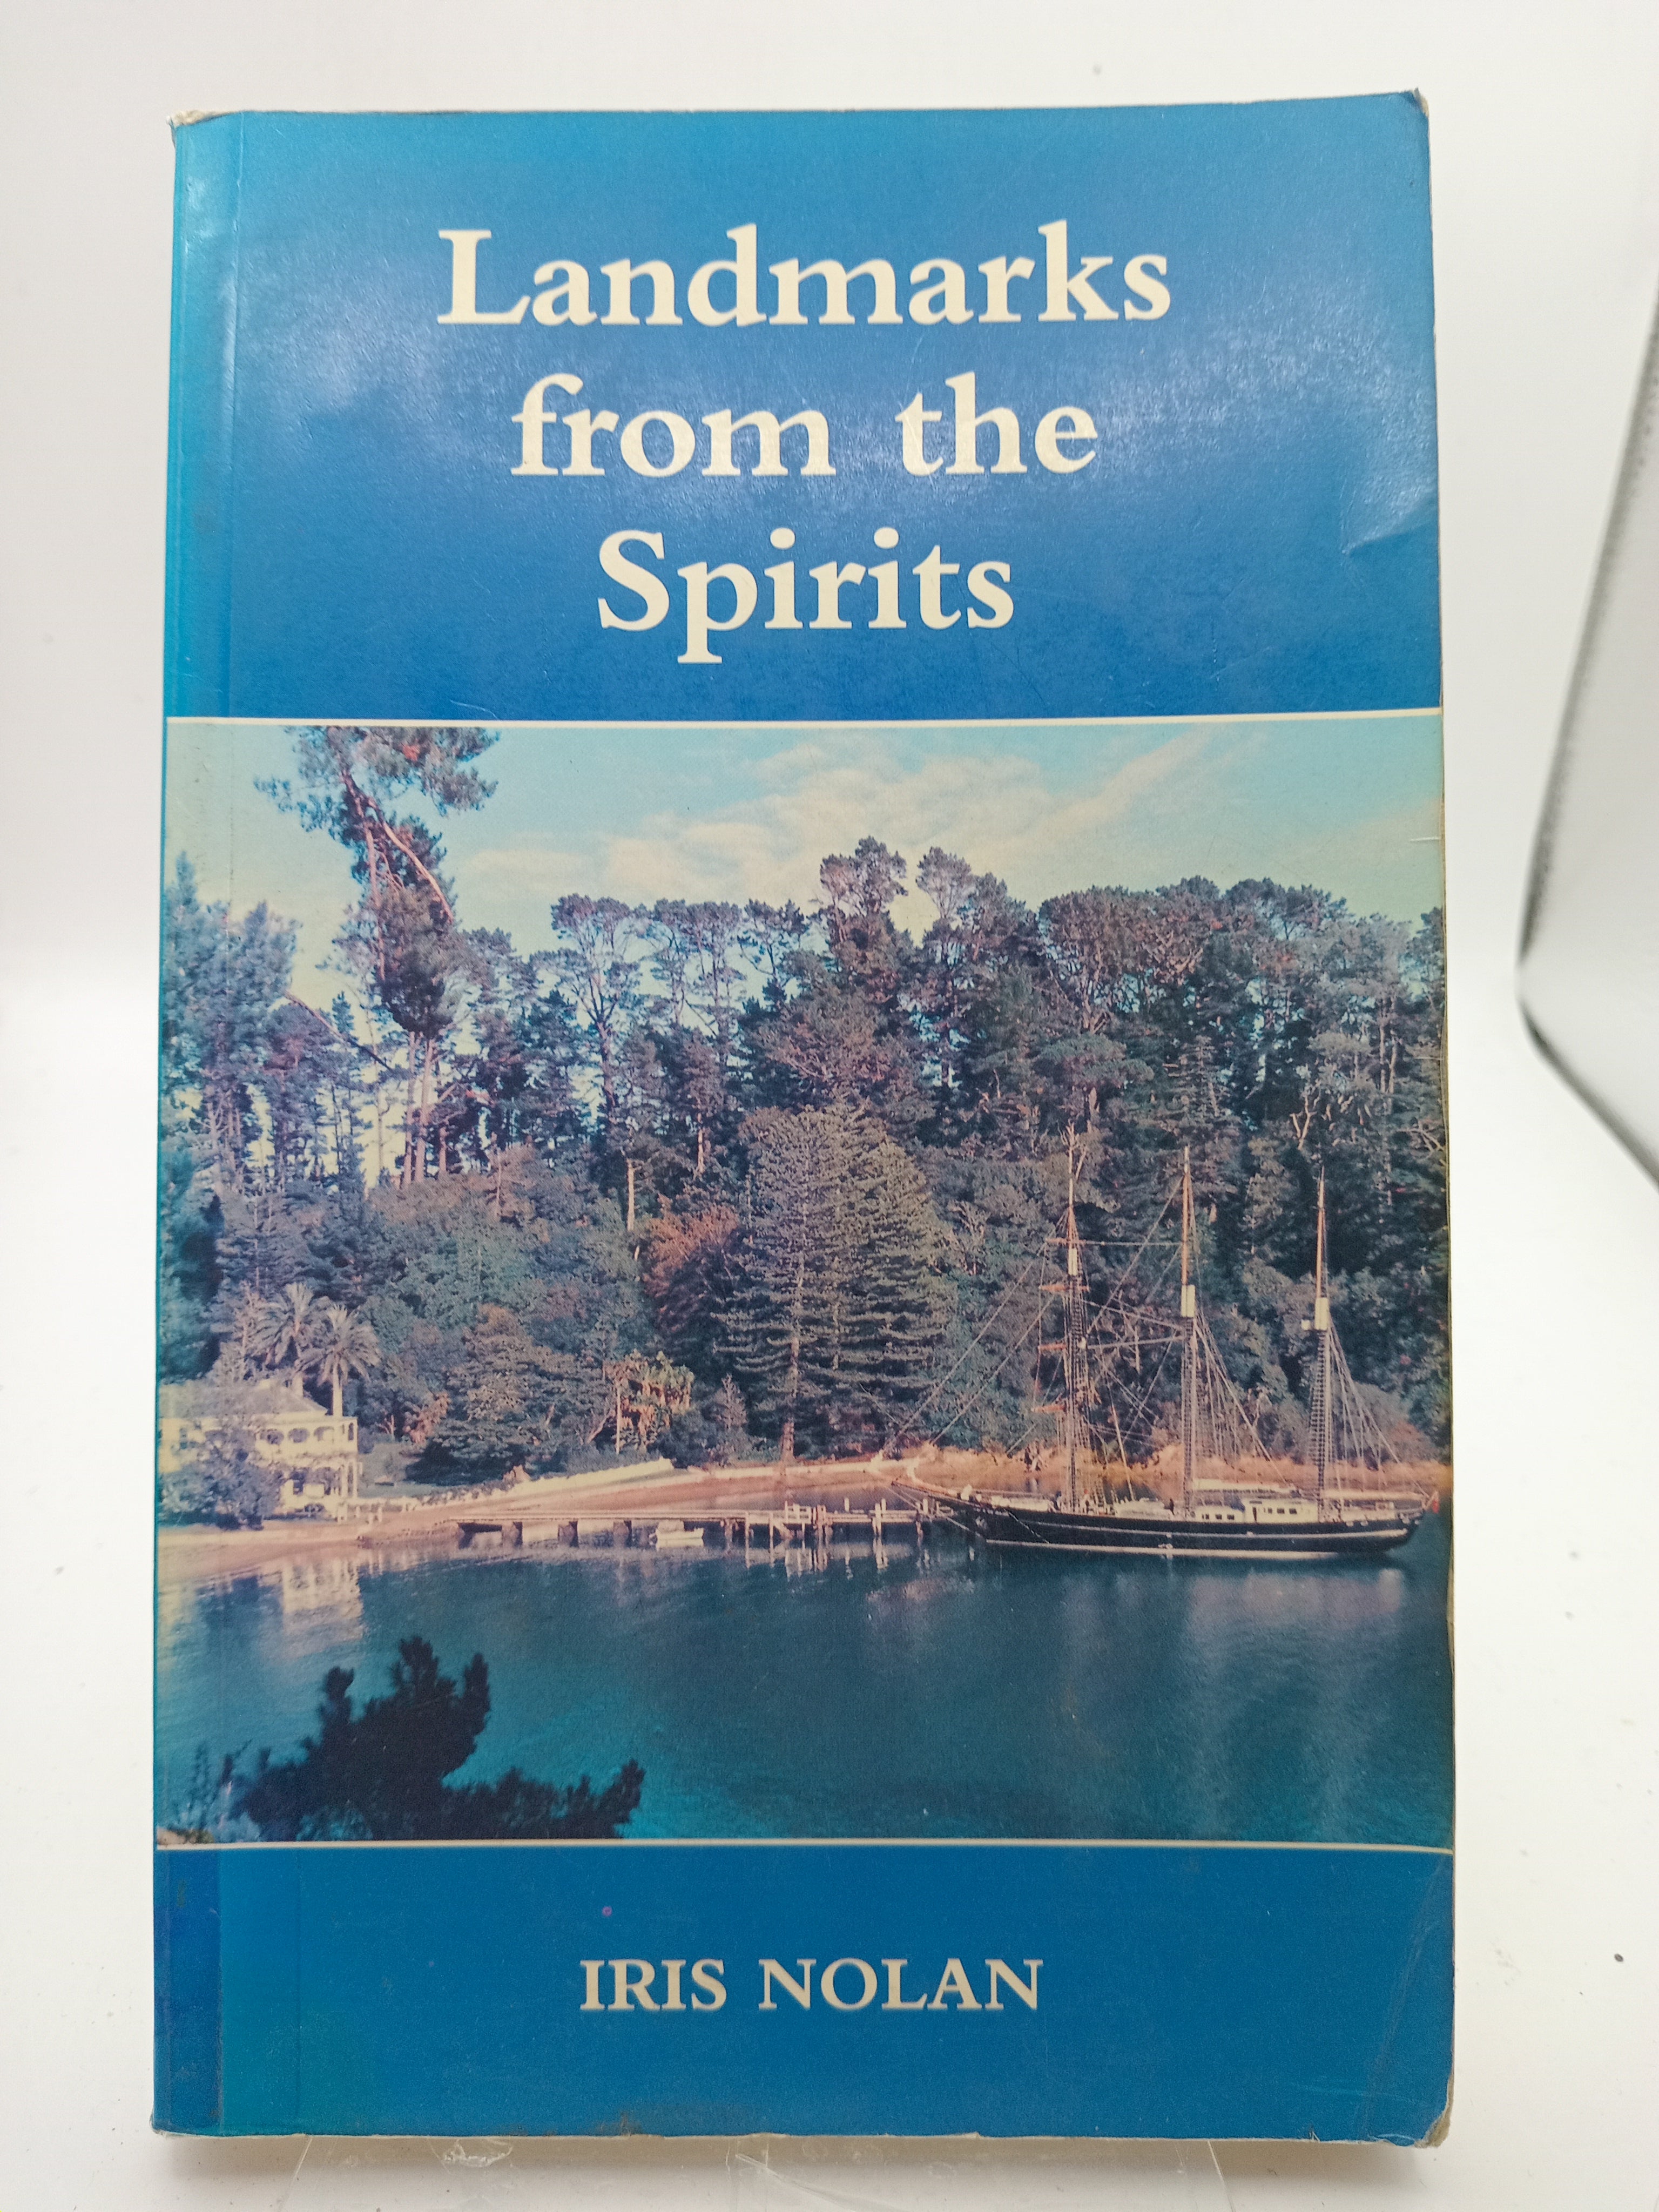 Landmarks
from the
Spirits
IRIS NOLAN